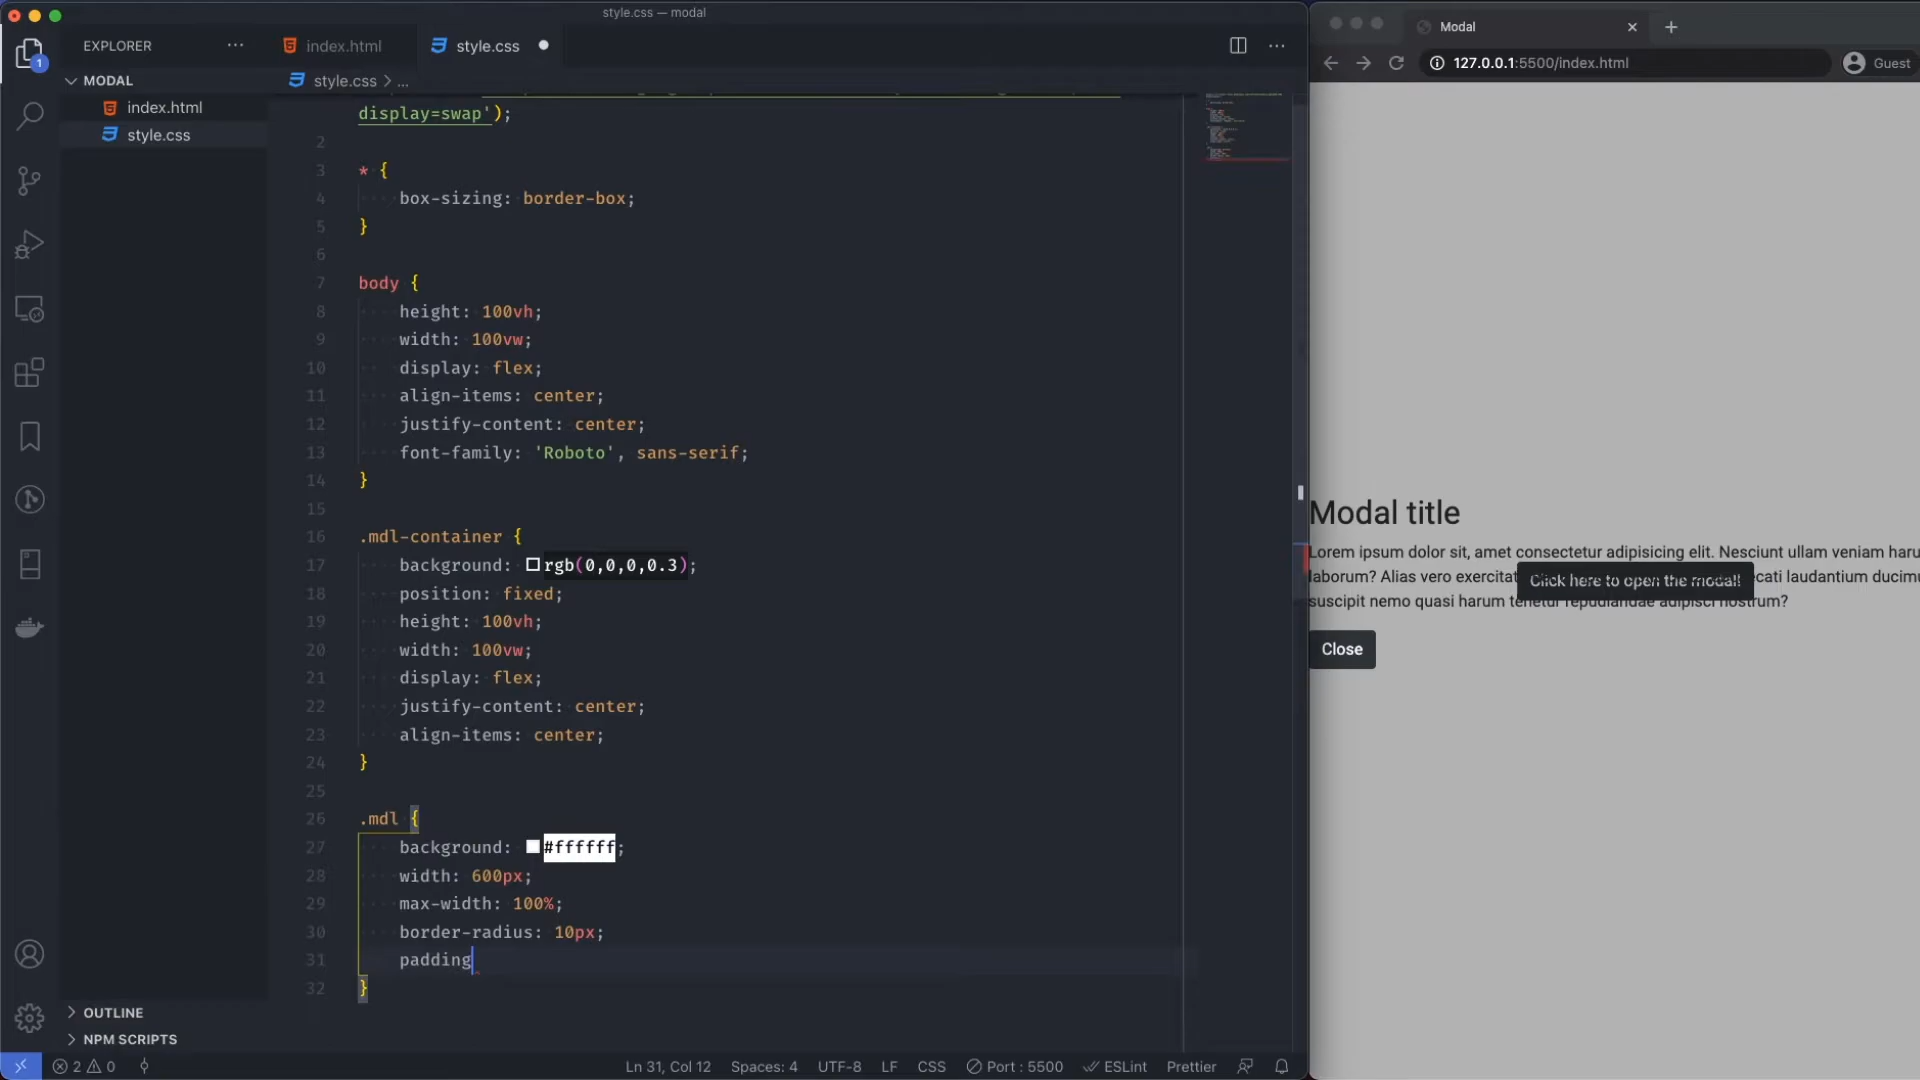 style.css — modal
EXPLORER
index.html
style.css
MODAL
style.css > ...
index.html
style.css
1
display=swap');
2
3 * {
4 box-sizing: border-box;
5 }
6
7 body {
8 height: 100vh;
9 width: 100vw;
10 display: flex;
11 align-items: center;
12 justify-content: center;
13 font-family: 'Roboto', sans-serif;
14 }
15
16 .mdl-container {
17 background: rgb(0,0,0,0.3);
18 position: fixed;
19 height: 100vh;
20 width: 100vw;
21 display: flex;
22 justify-content: center;
23 align-items: center;
24 }
25
26 .mdl {
27 background: #ffffff;
28 width: 600px;
29 max-width: 100%;
30 border-radius: 10px;
31 padding
32 }
OUTLINE
NPM SCRIPTS
2 0
Ln 31, Col 12
Spaces: 4
UTF-8
LF
CSS
Port : 5500
ESLint
Prettier
Modal
127.0.0.1:5500/index.html
Guest
Modal title
Lorem ipsum dolor sit, amet consectetur adipisicing elit. Nesciunt ullam veniam haru
laborum? Alias vero exercitat
Click here to open the modal!
ecati laudantium ducimu
suscipit nemo quasi harum tenetur repudiandae adipisci nostrum?
Close